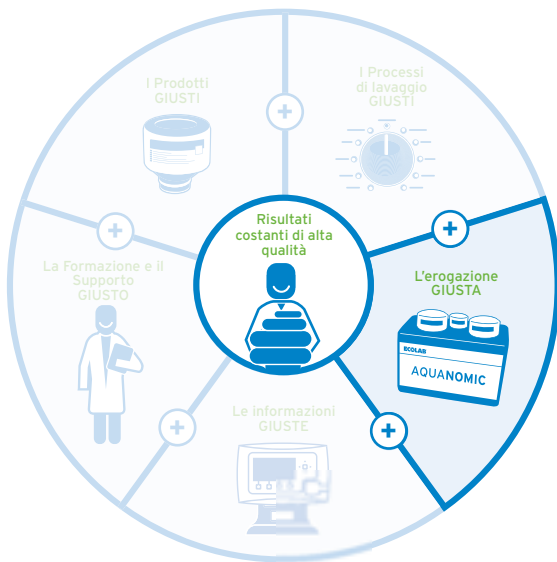 I Prodotti
GIUSTI
I Processi
di lavaggio
GIUSTI
Risultati
costanti di alta
qualità
La Formazione e il
Supporto
GIUSTO
L'erogazione
GIUSTA
ECOLAB
AQUANOMIC
Le informazioni
GIUSTE